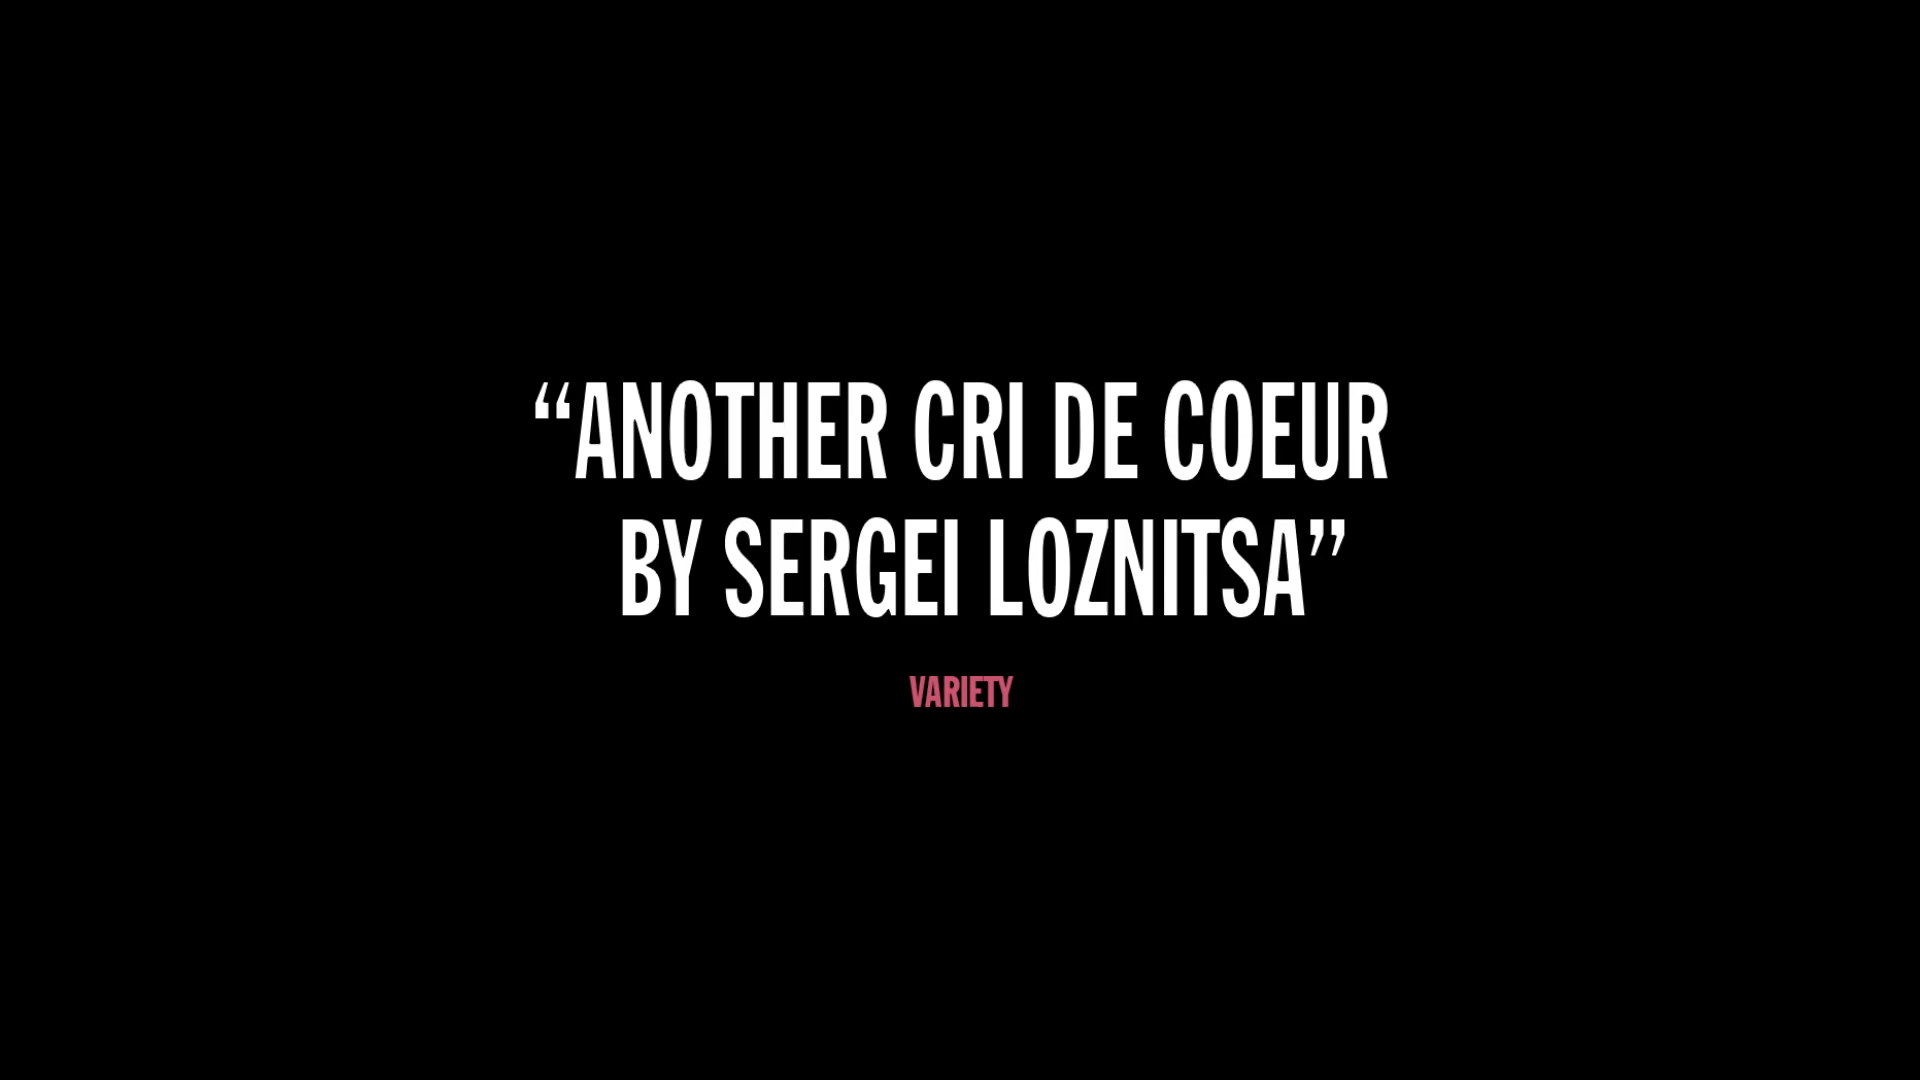 “ANOTHER CRI DE COEUR
BY SERGEI LOZNITSA”
VARIETY